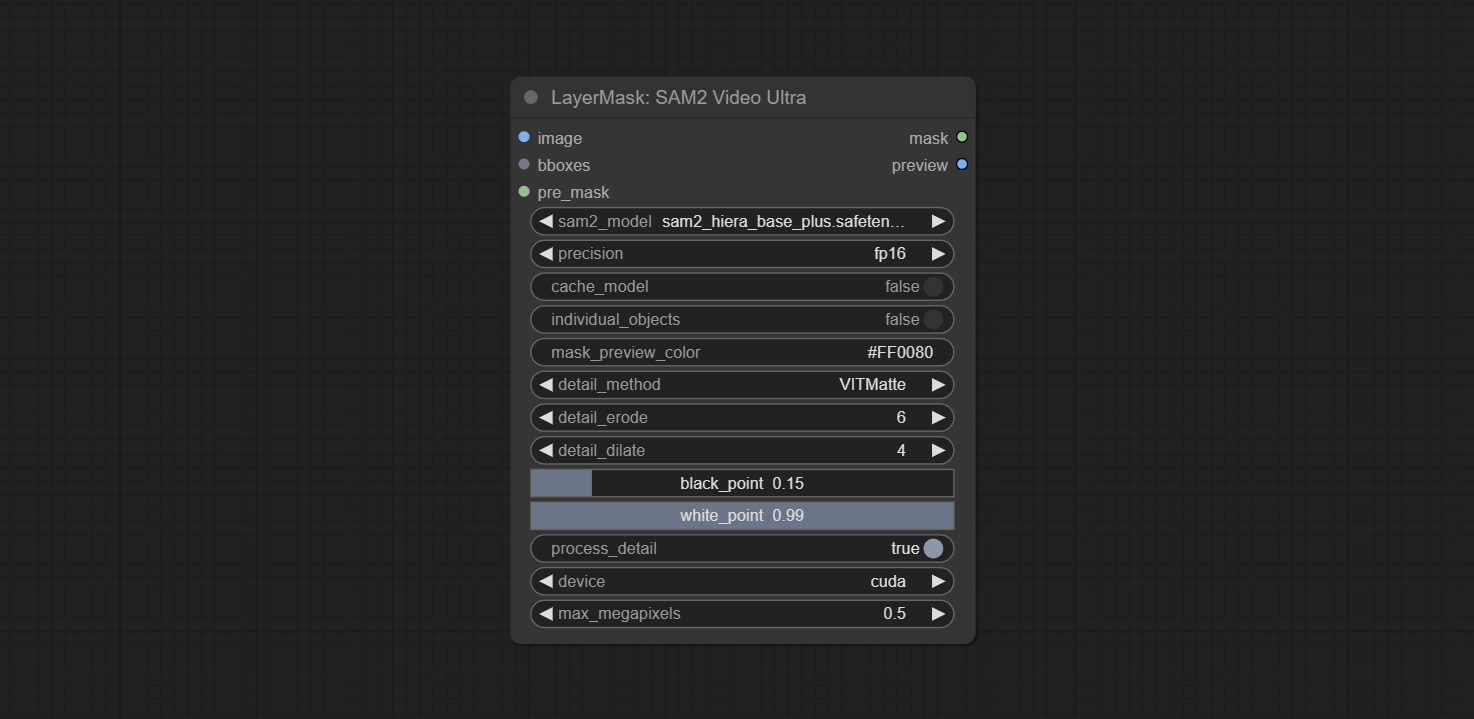 LayerMask: SAM2 Video Ultra
image mask
bboxes preview
pre_mask
sam2_model sam2_hiera_base_plus.safeten...
precision fp16
cache_model false
individual_objects false
mask_preview_color #FF0080
detail_method VITMatte
detail_erode 6
detail_dilate 4
black_point 0.15
white_point 0.99
process_detail true
device cuda
max_megapixels 0.5